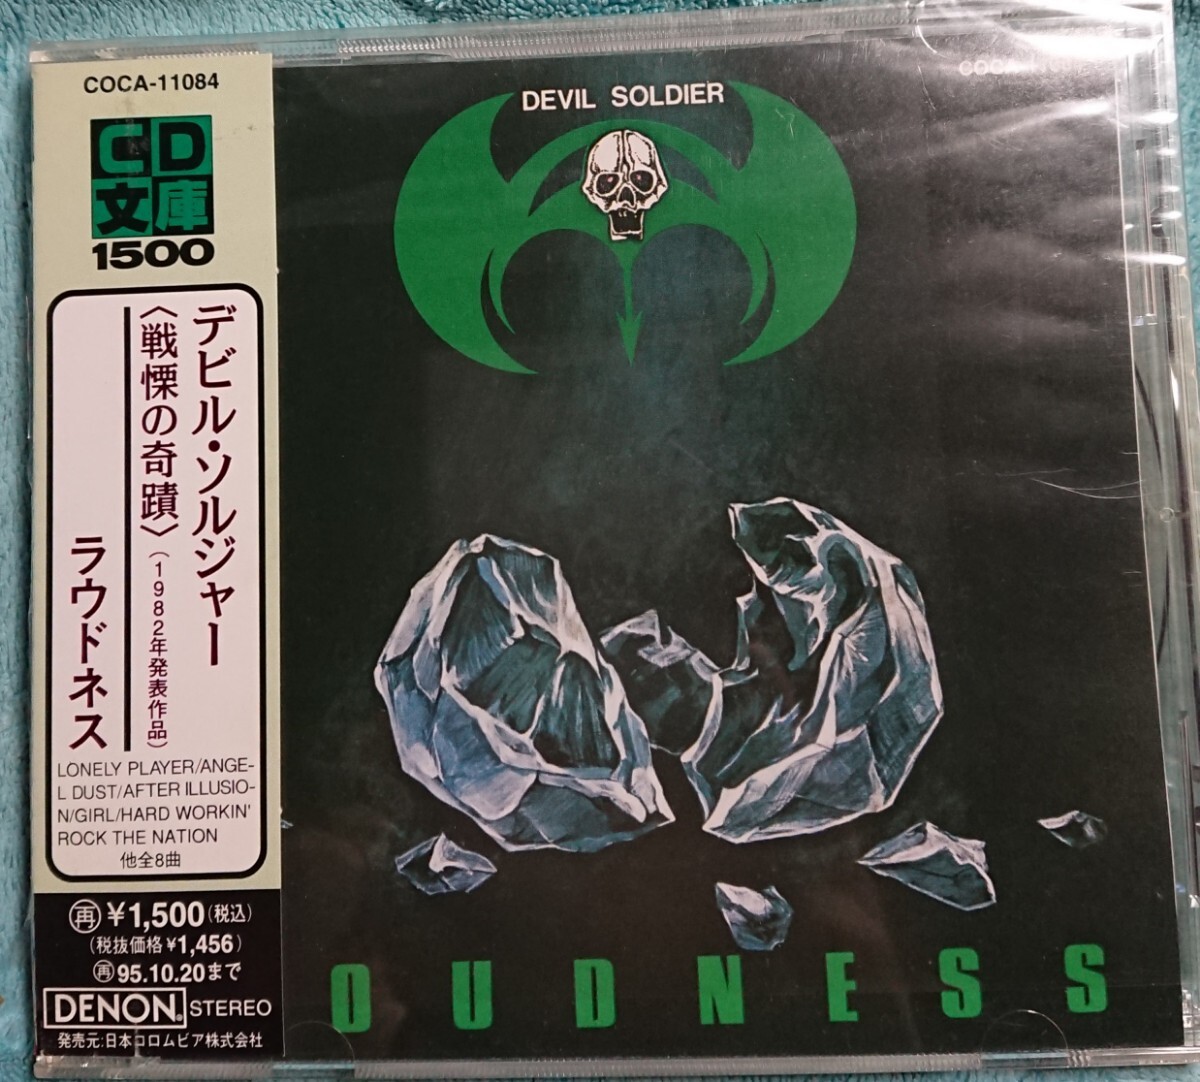 COCA-11084
CD
文庫
1500
デビル・ソルジャー
〈戦慄の奇蹟〉(1982年発表作品)
ラウドネス
LONELY PLAYER/ANGE-
L DUST/AFTER ILLUSIO-
N/GIRL/HARD WORKIN'
ROCK THE NATION
他全8曲
再 ¥1,500(税込)
(税抜価格¥1,456)
再 95.10.20まで
DENON. STEREO
発売元:日本コロムビア株式会社
DEVIL SOLDIER
OUDNESS